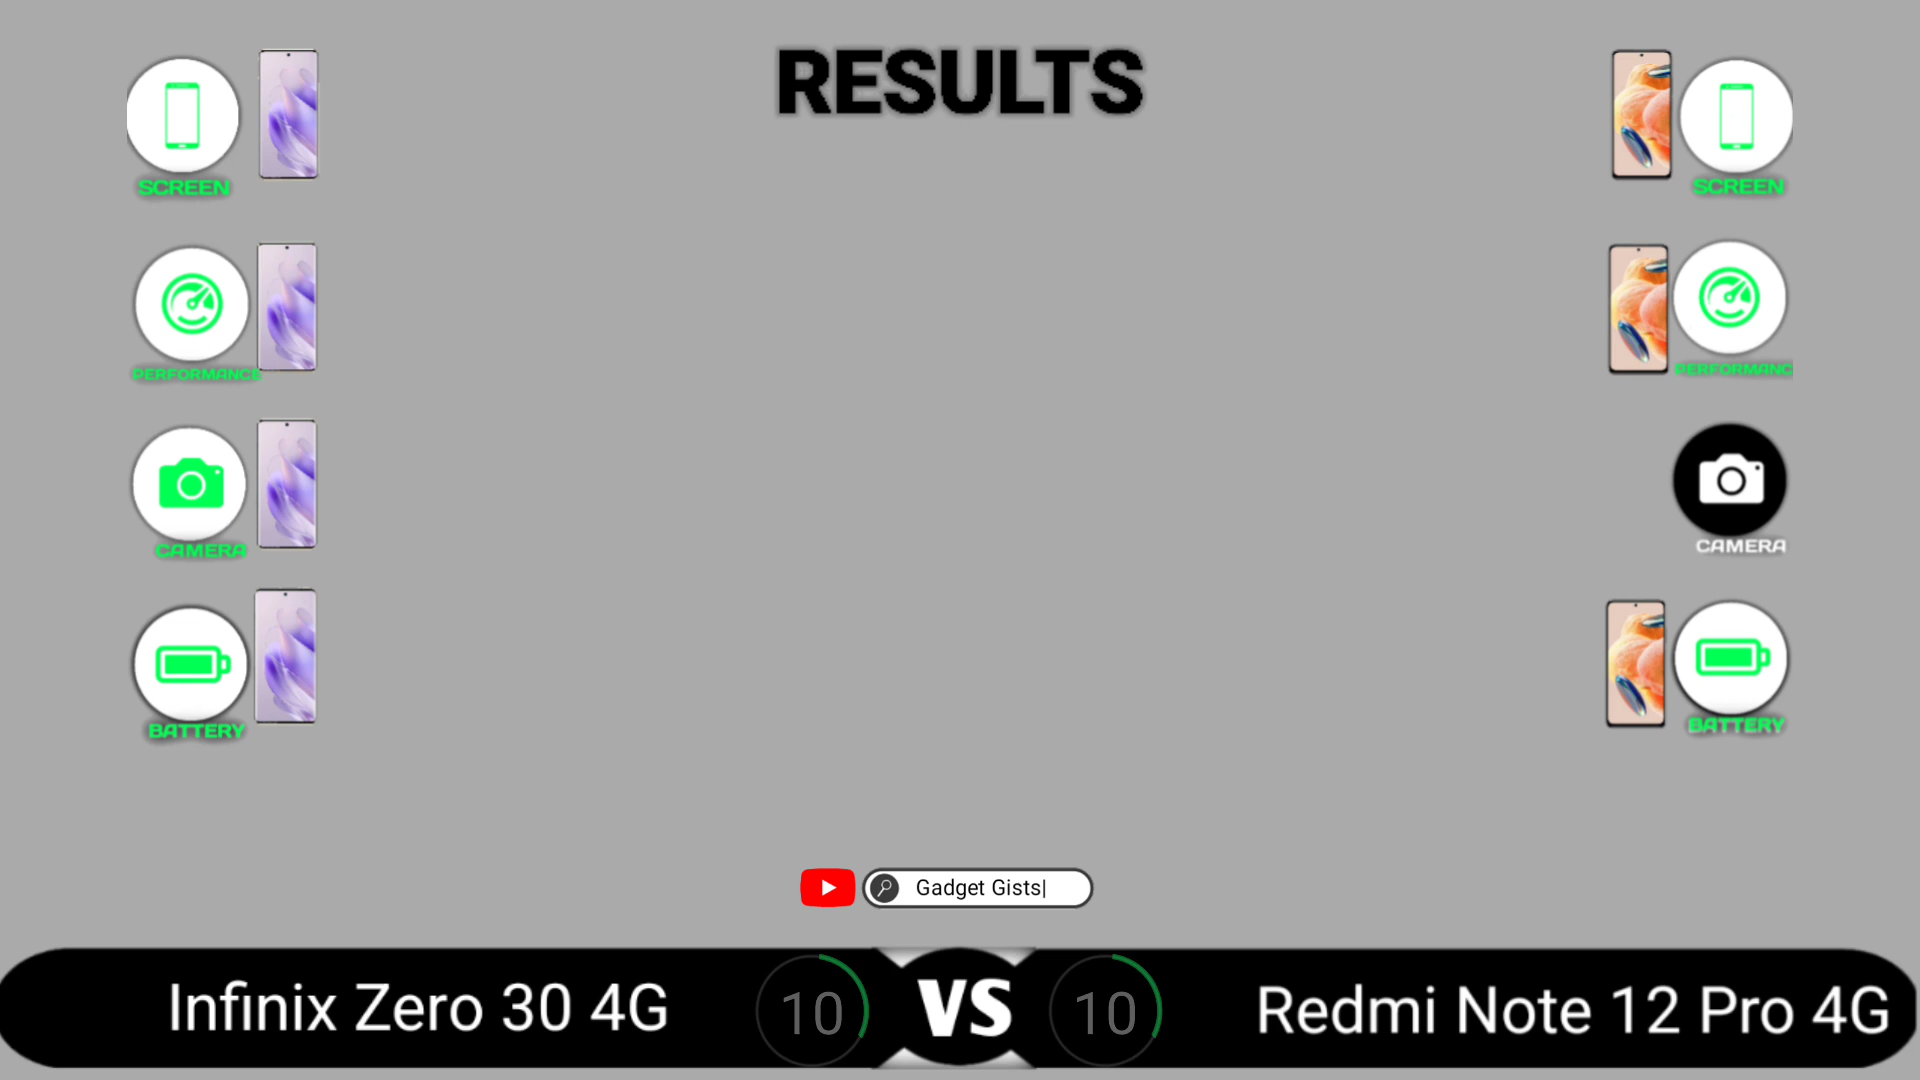 RESULTS
SCREEN
SCREEN
PERFORMANCE
PERFORMANC
CAMERA
CAMERA
BATTERY
BATTERY
Gadget Gists|
Infinix Zero 30 4G
10
VS
10
Redmi Note 12 Pro 4G